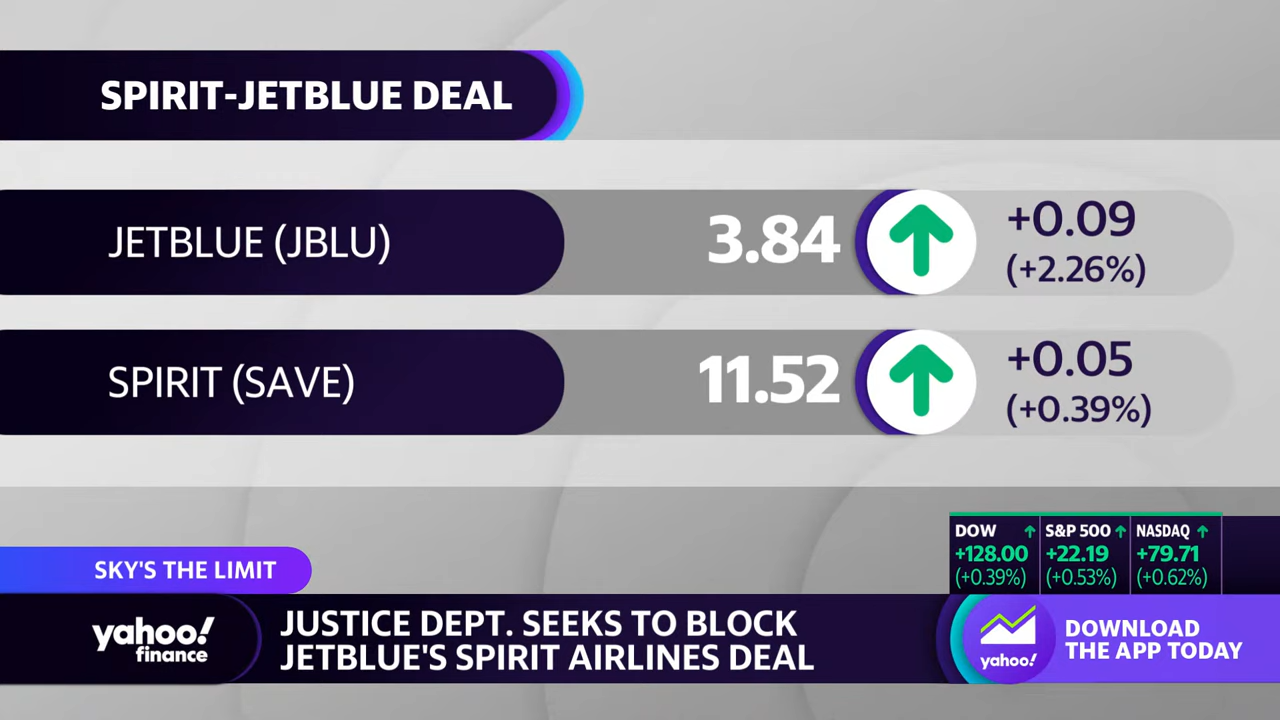 SPIRIT-JETBLUE DEAL
JETBLUE (JBLU)
3.84
+0.09
(+2.26%)
SPIRIT (SAVE)
11.52
+0.05
(+0.39%)
DOW
+128.00
(+0.39%)
S&P 500
+22.19
(+0.53%)
NASDAQ
+79.71
(+0.62%)
SKY'S THE LIMIT
yahoo!
finance
JUSTICE DEPT. SEEKS TO BLOCK
JETBLUE'S SPIRIT AIRLINES DEAL
yahoo!
DOWNLOAD
THE APP TODAY